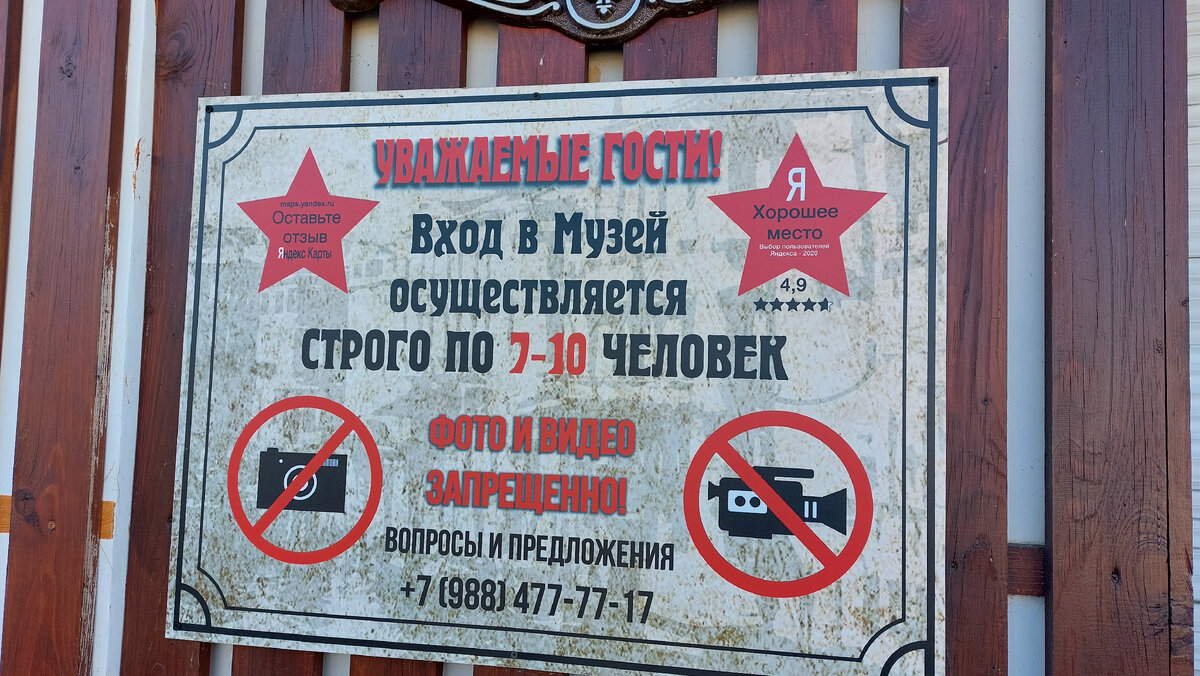 УВАЖАЕМЫЕ ГОСТИ!
maps.yandex.ru
Оставьте
отзыв
Яндекс Карты
Я
Хорошее
место
Выбор пользователей
Яндекса - 2020
4,9
Вход в Музей
осуществляется
СТРОГО ПО 7-10 ЧЕЛОВЕК
ФОТО И ВИДЕО
ЗАПРЕЩЕННО!
ВОПРОСЫ И ПРЕДЛОЖЕНИЯ
+7 (988) 477-77-17